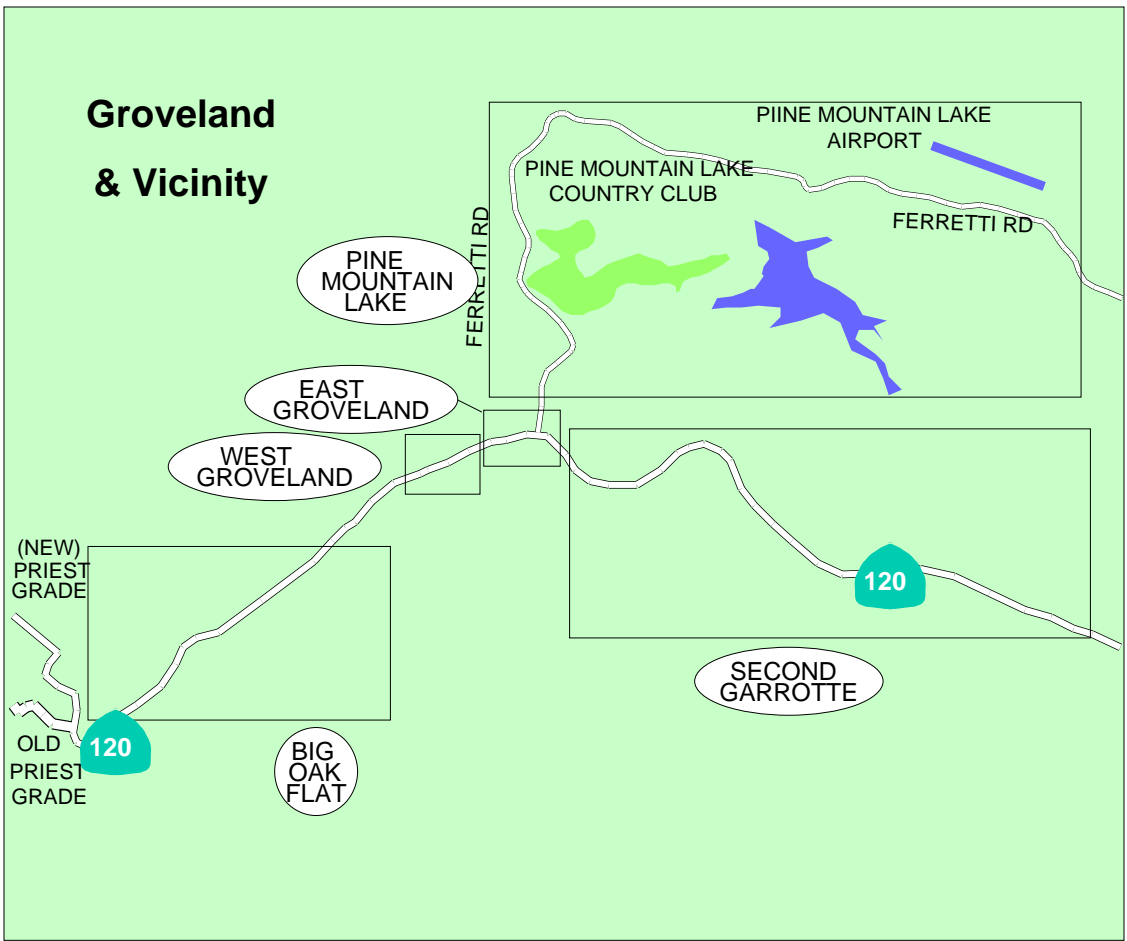 Groveland
& Vicinity
PIINE MOUNTAIN LAKE
AIRPORT
PINE MOUNTAIN LAKE
COUNTRY CLUB
FERRETTI RD
FERRETTI RD
PINE
MOUNTAIN
LAKE
EAST
GROVELAND
WEST
GROVELAND
(NEW)
PRIEST
GRADE
120
SECOND
GARROTTE
OLD
PRIEST
GRADE
120
BIG
OAK
FLAT